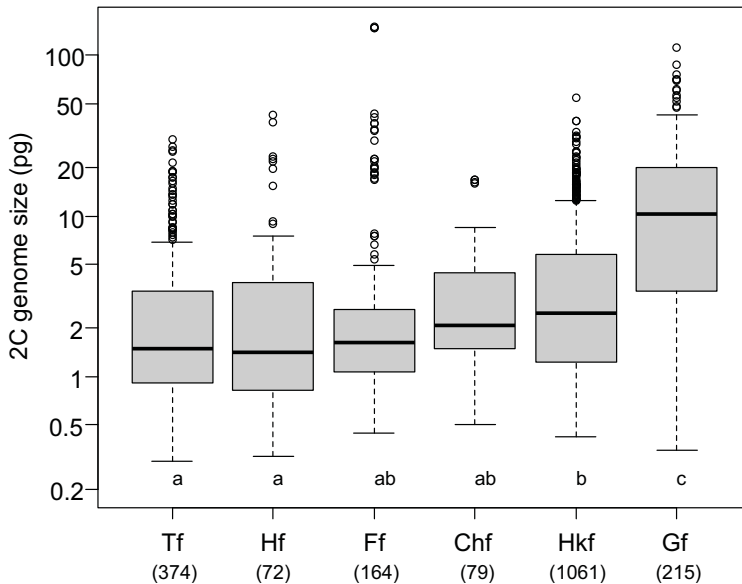 2C genome size (pg)
100
50
20
10
5
2
1
0.5
0.2
a a ab ab b c
Tf Hf Ff Chf Hkf Gf
(374) (72) (164) (79) (1061) (215)